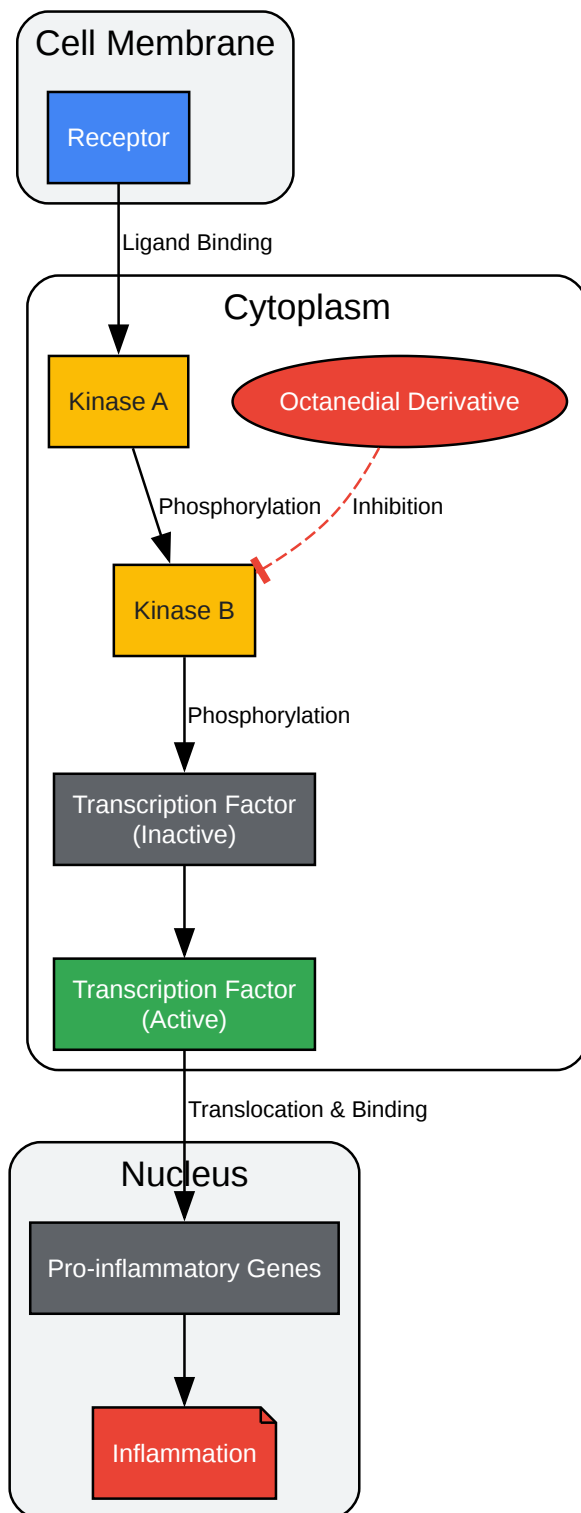 Cell Membrane
Receptor
Ligand Binding
Cytoplasm
Kinase A
Octanedial Derivative
Phosphorylation
Inhibition
Kinase B
Phosphorylation
Transcription Factor
(Inactive)
Transcription Factor
(Active)
Translocation & Binding
Nucleus
Pro-inflammatory Genes
Inflammation